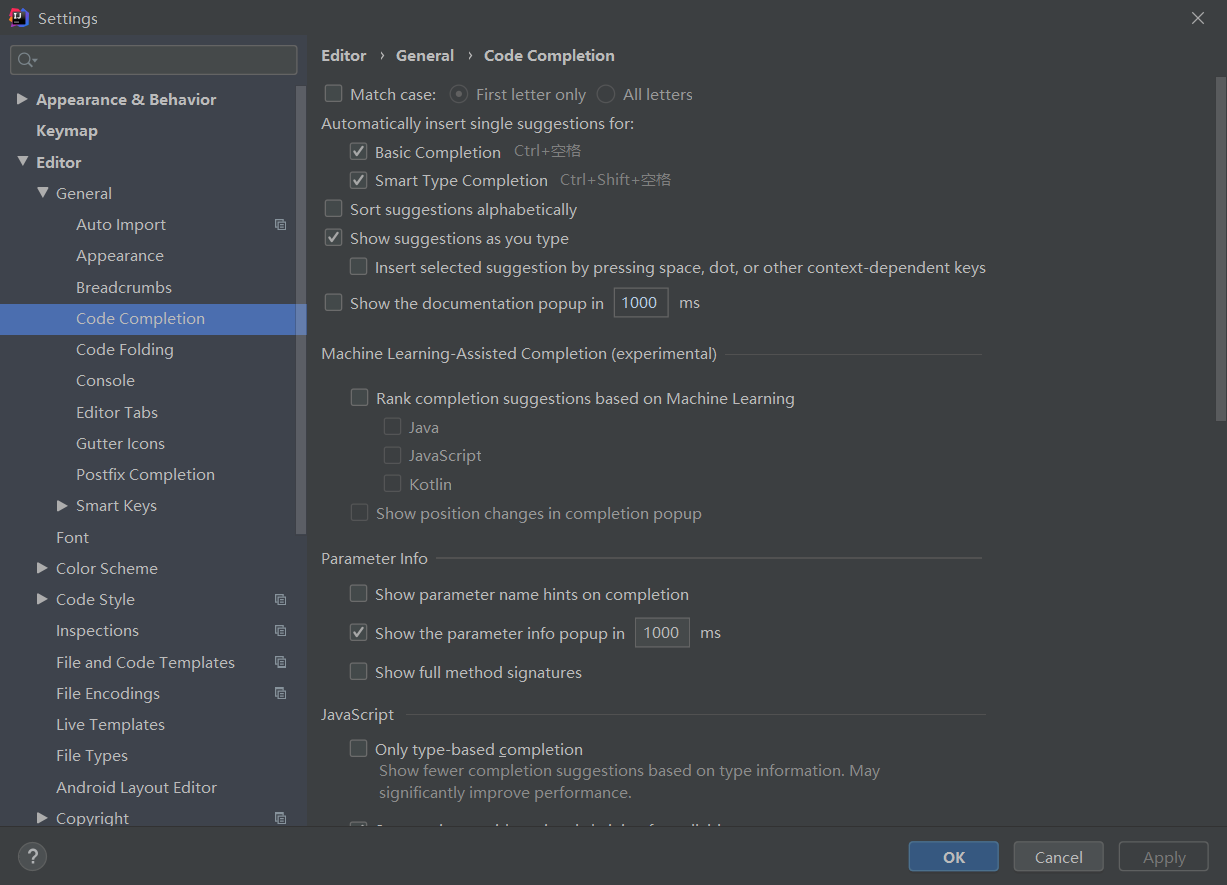 Settings
Appearance & Behavior
Keymap
Editor
General
Auto Import
Appearance
Breadcrumbs
Code Completion
Code Folding
Console
Editor Tabs
Gutter Icons
Postfix Completion
Smart Keys
Font
Color Scheme
Code Style
Inspections
File and Code Templates
File Encodings
Live Templates
File Types
Android Layout Editor
Copyright
Editor › General › Code Completion
Match case: First letter only All letters
Automatically insert single suggestions for:
Basic Completion Ctrl+空格
Smart Type Completion Ctrl+Shift+空格
Sort suggestions alphabetically
Show suggestions as you type
Insert selected suggestion by pressing space, dot, or other context-dependent keys
Show the documentation popup in 1000 ms
Machine Learning-Assisted Completion (experimental)
Rank completion suggestions based on Machine Learning
Java
JavaScript
Kotlin
Show position changes in completion popup
Parameter Info
Show parameter name hints on completion
Show the parameter info popup in 1000 ms
Show full method signatures
JavaScript
Only type-based completion
Show fewer completion suggestions based on type information. May
significantly improve performance.
?
OK Cancel Apply